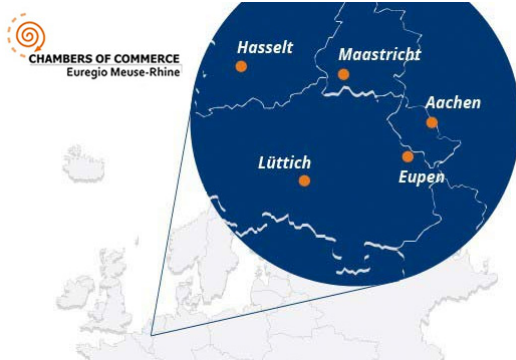 CHAMBERS OF COMMERCE
Euregio Meuse-Rhine
Hasselt
Maastricht
Aachen
Lüttich
Eupen